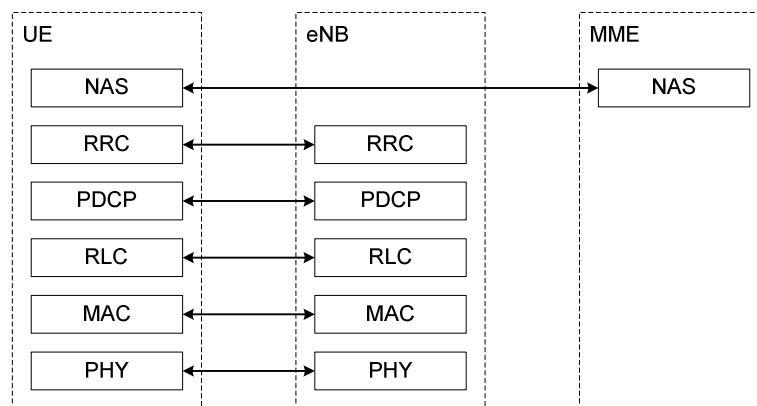 UE eNB MME
NAS NAS
RRC RRC
PDCP PDCP
RLC RLC
MAC MAC
PHY PHY